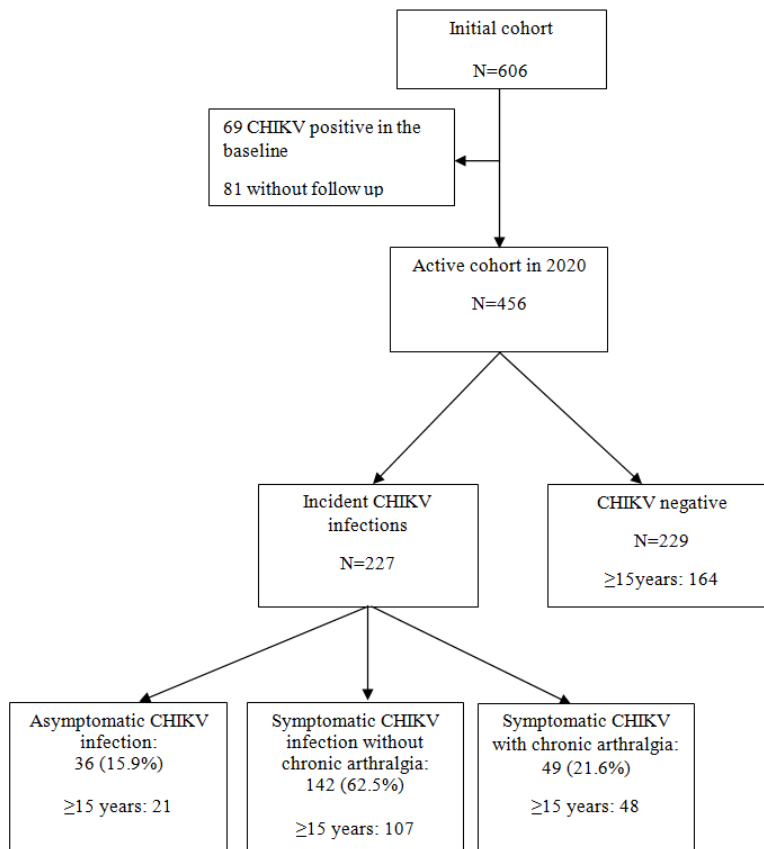 Initial cohort
N=606
69 CHIKV positive in the
baseline
81 without follow up
Active cohort in 2020
N=456
Incident CHIKV
infections
N=227
CHIKV negative
N=229
≥15years: 164
Asymptomatic CHIKV
infection:
36 (15.9%)
≥15 years: 21
Symptomatic CHIKV
infection without
chronic arthralgia:
142 (62.5%)
≥15 years: 107
Symptomatic CHIKV
with chronic arthralgia:
49 (21.6%)
≥15 years: 48